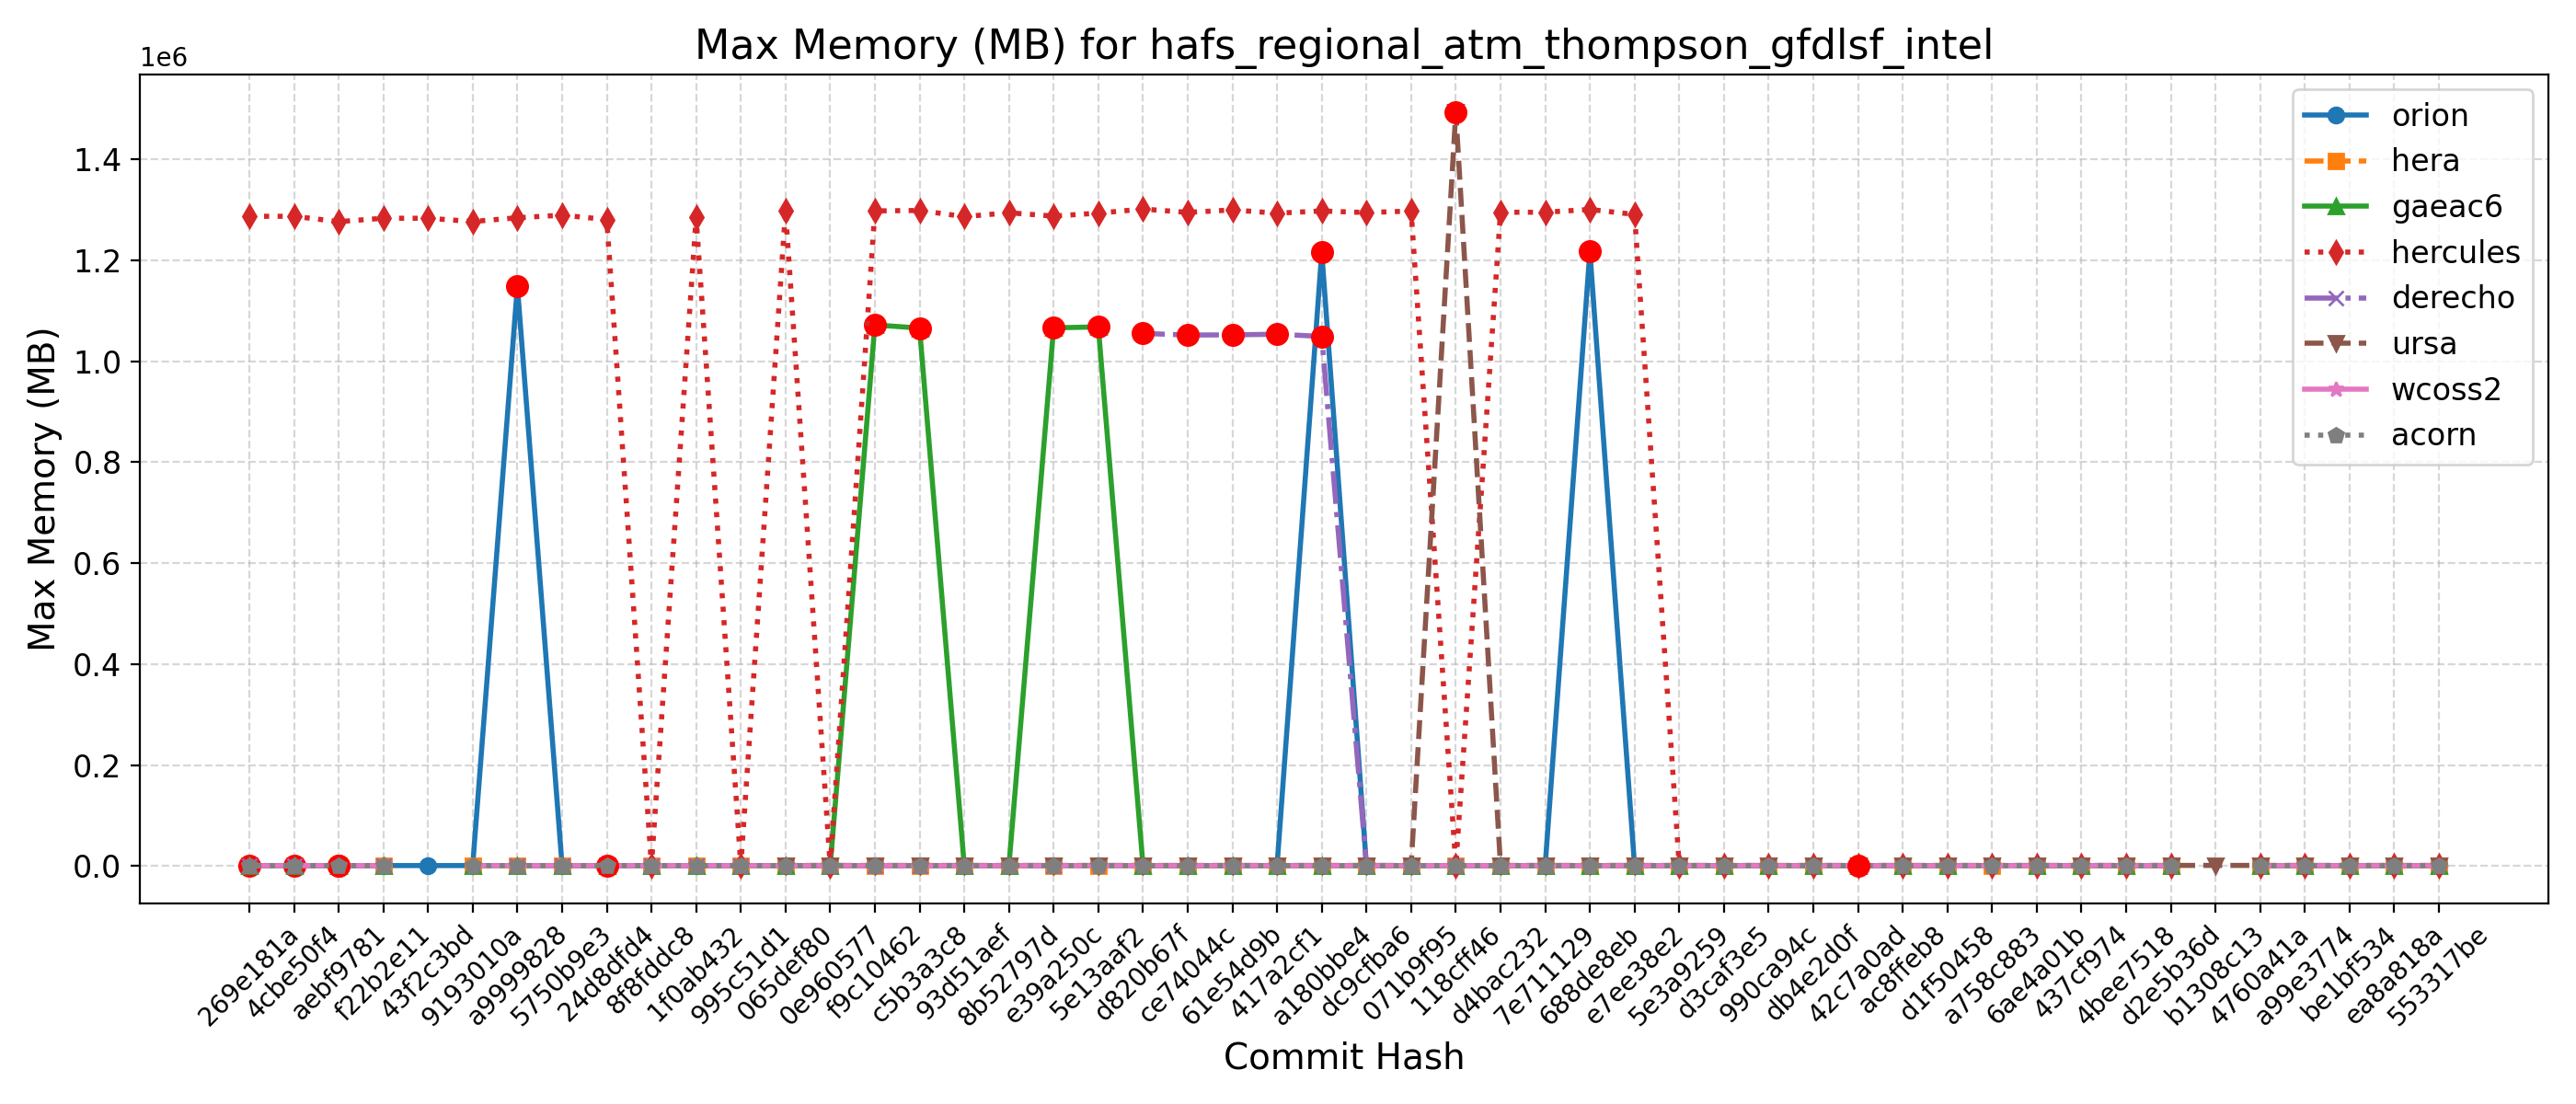 Max Memory (MB) for hafs_regional_atm_thompson_gfdlsf_intel
1e6
1.4
1.2
1.0
0.8
0.6
0.4
0.2
0.0
Max Memory (MB)
orion
hera
gaeac6
hercules
derecho
ursa
wcoss2
acorn
269e181a
4cbe50f4
aebf9781
f22b2e11
43f2c3bd
9193010a
a9999828
5750b9e3
24d8dfd4
8f8fddc8
1f0ab432
995c51d1
065def80
0e960577
f9c10462
c5b3a3c8
93d51aef
8b52797d
e39a250c
5e13aaf2
d820b67f
ce74044c
61e54d9b
417a2cf1
a180bbe4
dc9cfba6
071b9f95
118cff46
d4bac232
7e711129
688de8eb
e7ee38e2
5e3a9259
d3caf3e5
990ca94c
db4e2d0f
42c7a0ad
ac8ffeb8
d1f50458
a758c883
6ae4a01b
437cf974
4bee7518
d2e5b36d
b1308c13
4760a41a
a99e3774
be1bf534
ea8a818a
553317be
Commit Hash